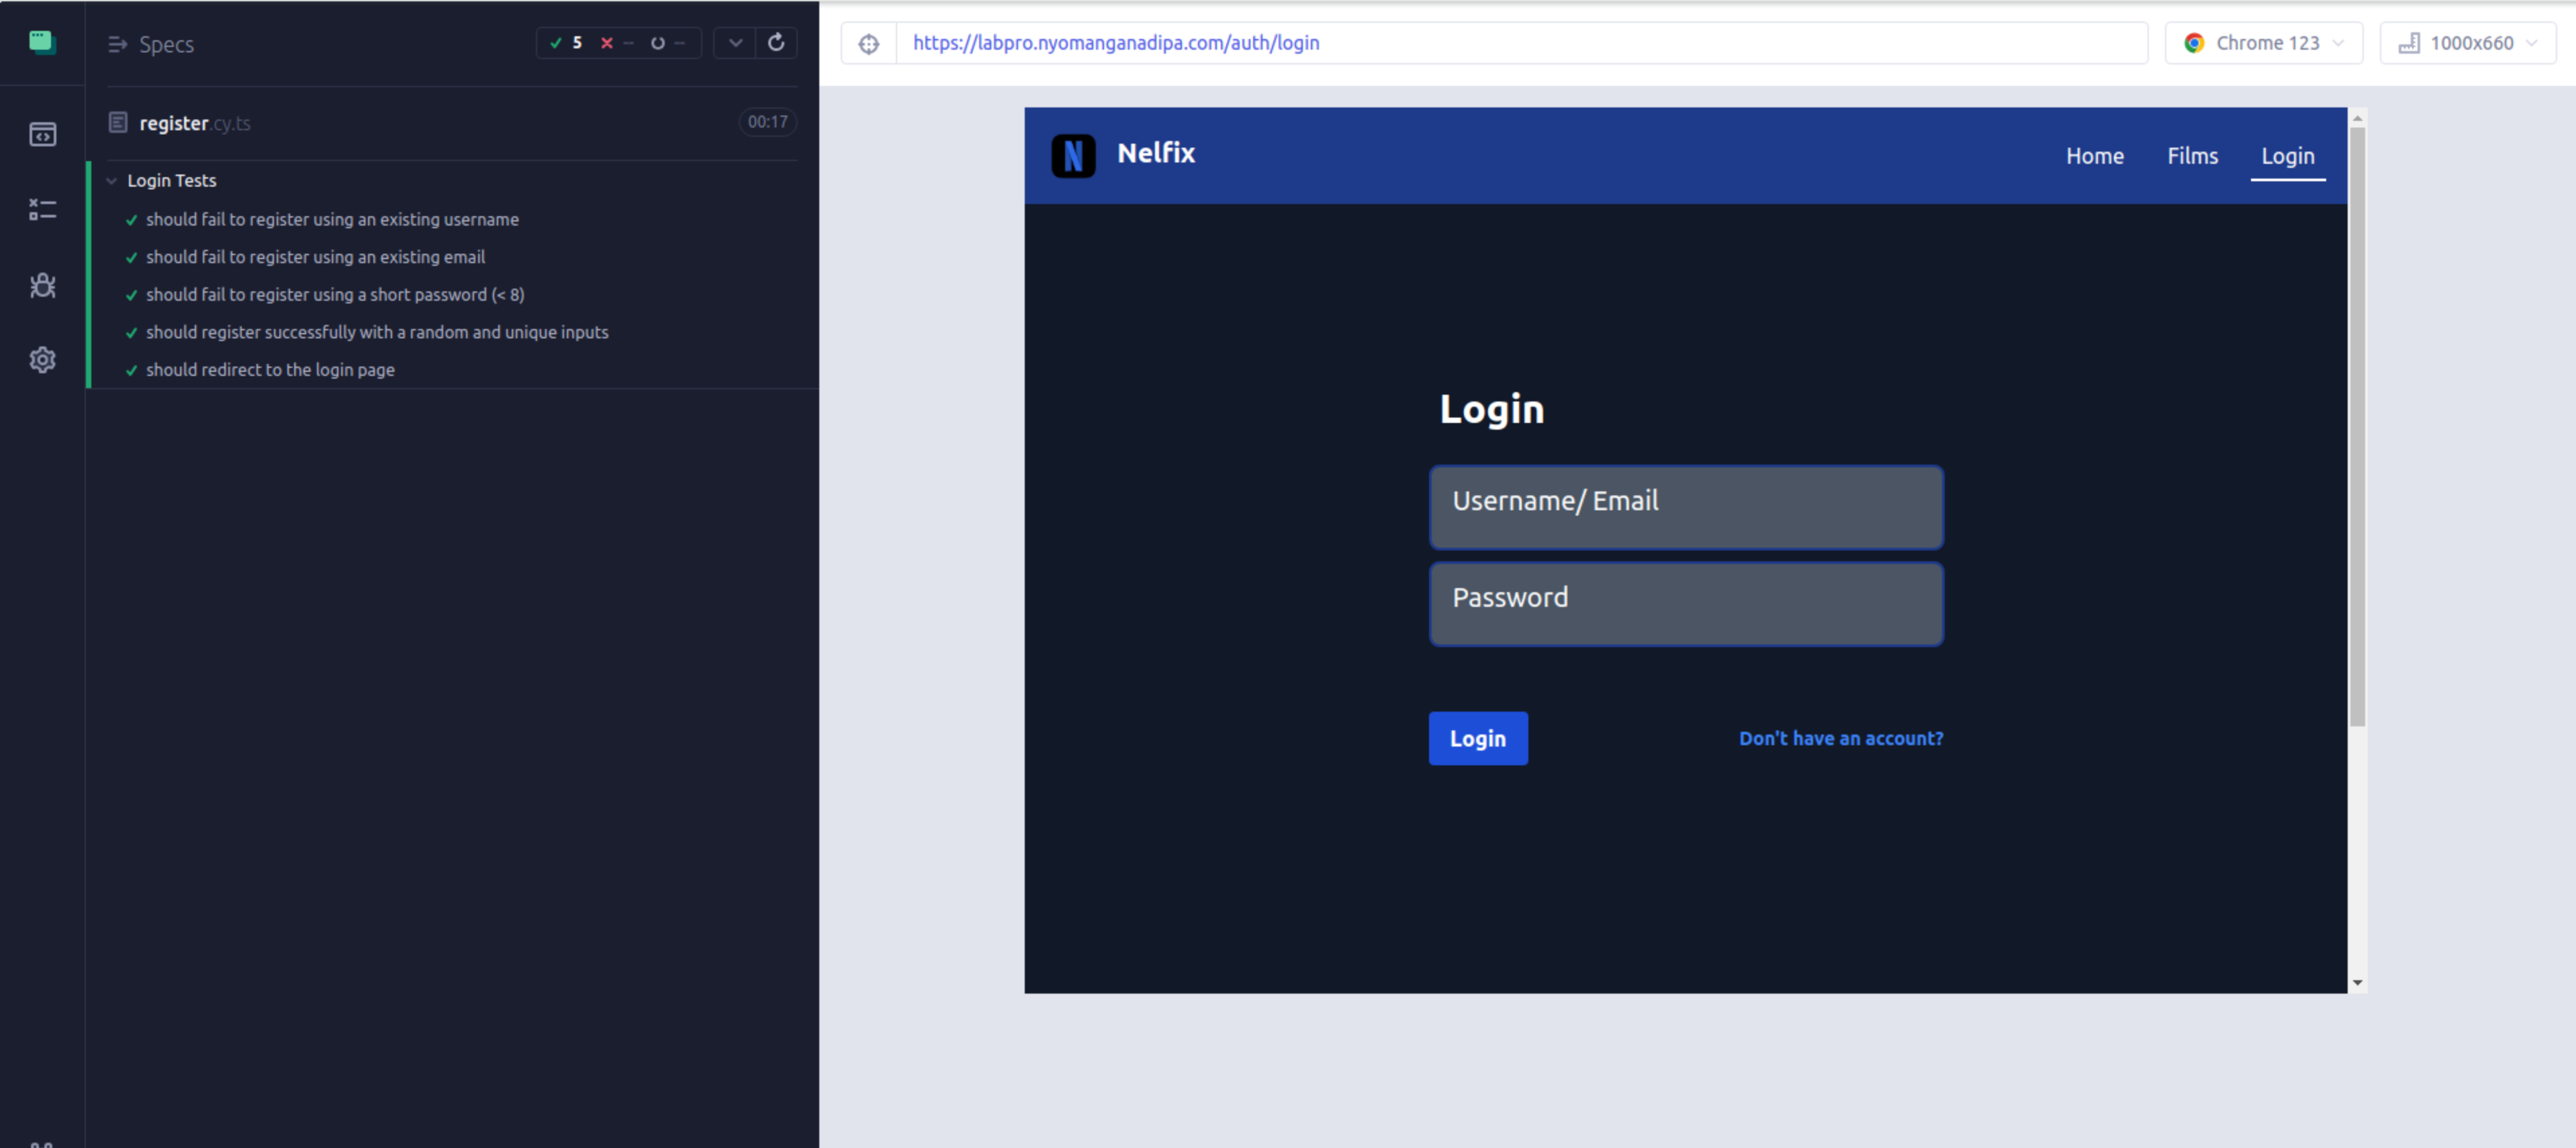 Specs
5 -- --
register.cy.ts 00:17
Login Tests
should fail to register using an existing username
should fail to register using an existing email
should fail to register using a short password (< 8)
should register successfully with a random and unique inputs
should redirect to the login page
https://labpro.nyomanganadipa.com/auth/login
Chrome 123
1000x660
N Nelfix
Home Films Login
Login
Username/ Email
Password
Login Don't have an account?